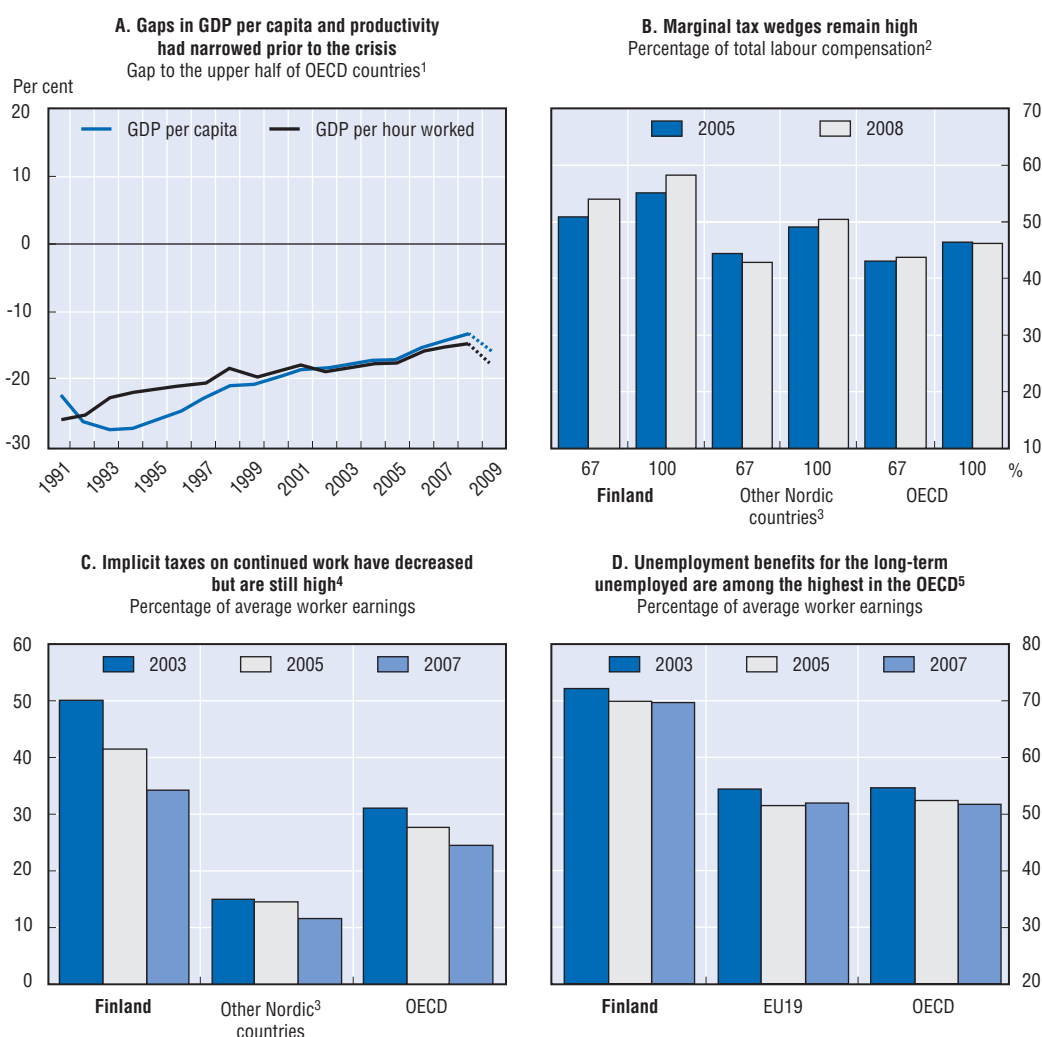 A. Gaps in GDP per capita and productivity
had narrowed prior to the crisis
Gap to the upper half of OECD countries1
Per cent
20
10
0
-10
-20
-30
GDP per capita
GDP per hour worked
1991
1993
1995
1997
1999
2001
2003
2005
2007
2009
B. Marginal tax wedges remain high
Percentage of total labour compensation2
2005
2008
70
60
50
40
30
20
10
67 100 67 100 67 100 %
Finland
Other Nordic
countries3
OECD
C. Implicit taxes on continued work have decreased
but are still high4
Percentage of average worker earnings
60
50
40
30
20
10
0
2003
2005
2007
Finland
Other Nordic3
countries
OECD
D. Unemployment benefits for the long-term
unemployed are among the highest in the OECD5
Percentage of average worker earnings
2003
2005
2007
80
70
60
50
40
30
20
Finland
EU19
OECD